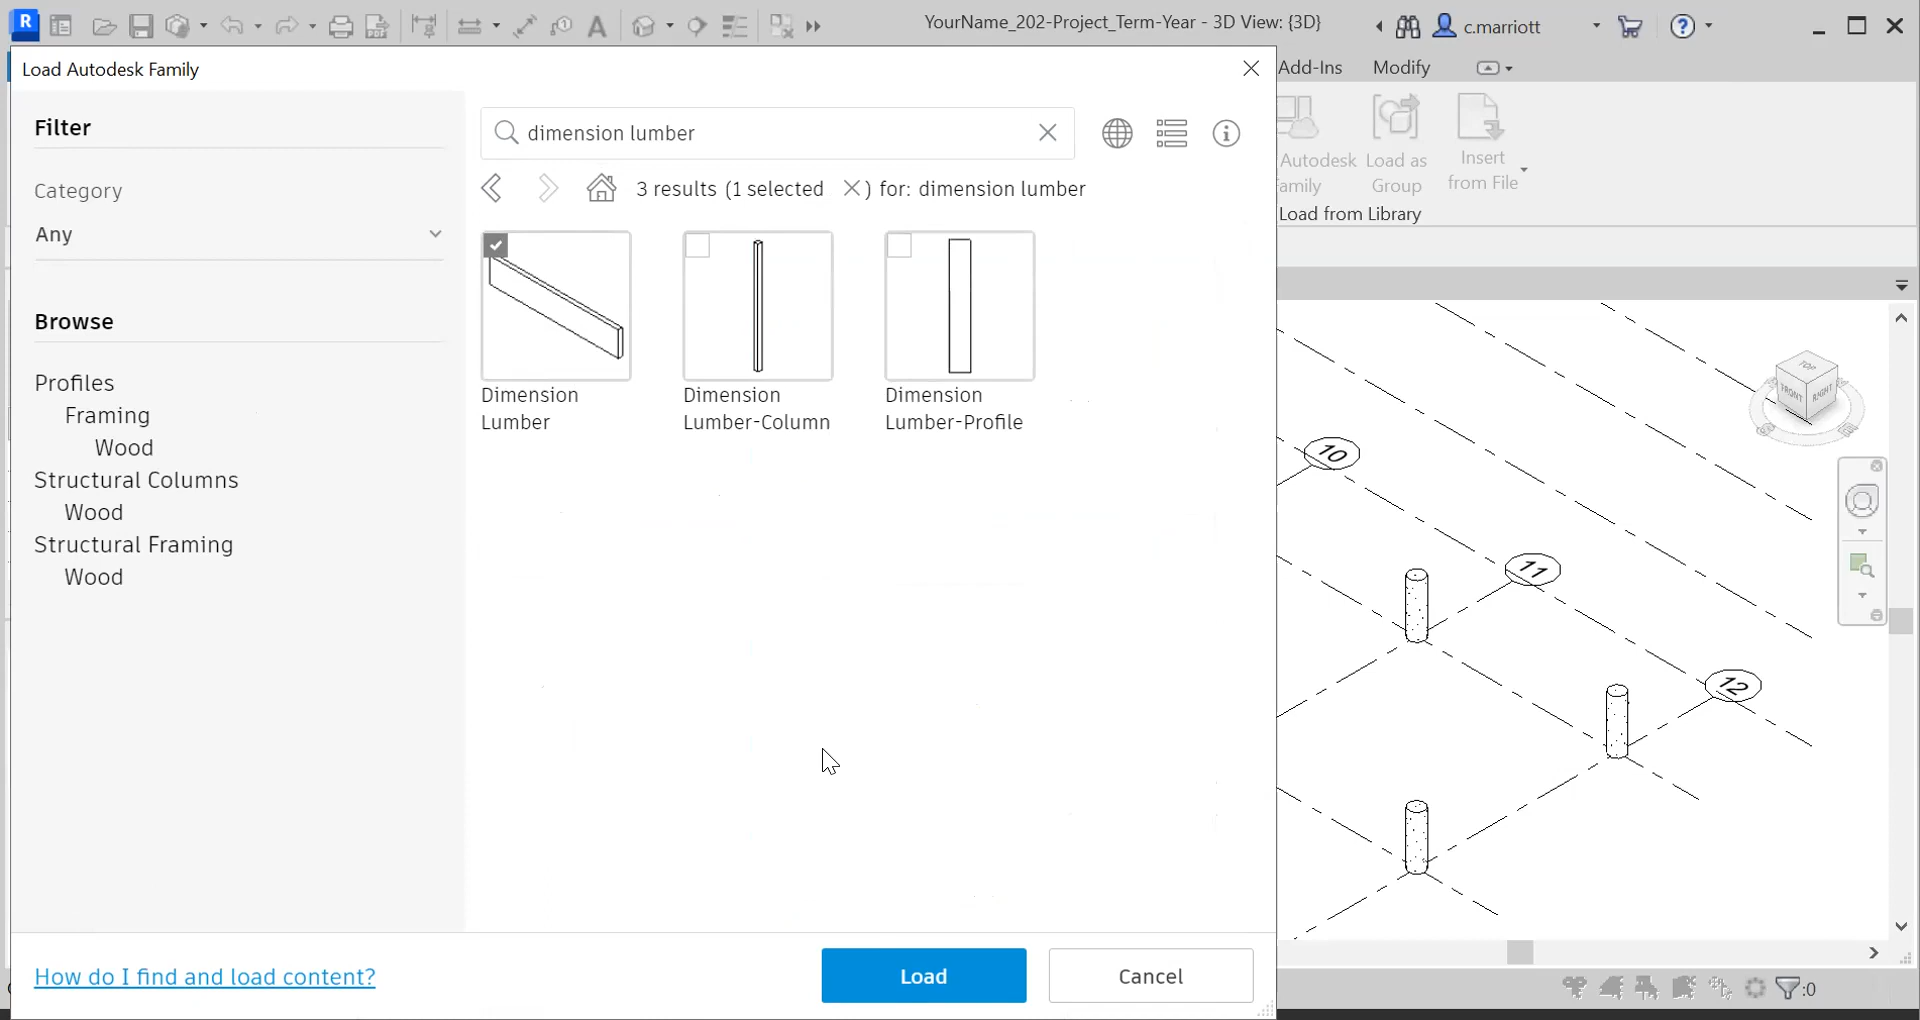 R
A
YourName_202-Project_Term-Year - 3D View: {3D}
c.marriott
?
Load Autodesk Family
Add-Ins
Modify
Filter
dimension lumber
Category
Any
3 results (1 selected ) for: dimension lumber
Autodesk
Family
Load as
Group
Insert
from File
Load from Library
Browse
Profiles
Framing
Wood
Structural Columns
Wood
Structural Framing
Wood
Dimension
Lumber
Dimension
Lumber-Column
Dimension
Lumber-Profile
TOP
FRONT
RIGHT
10
11
12
How do I find and load content?
Load
Cancel
:0